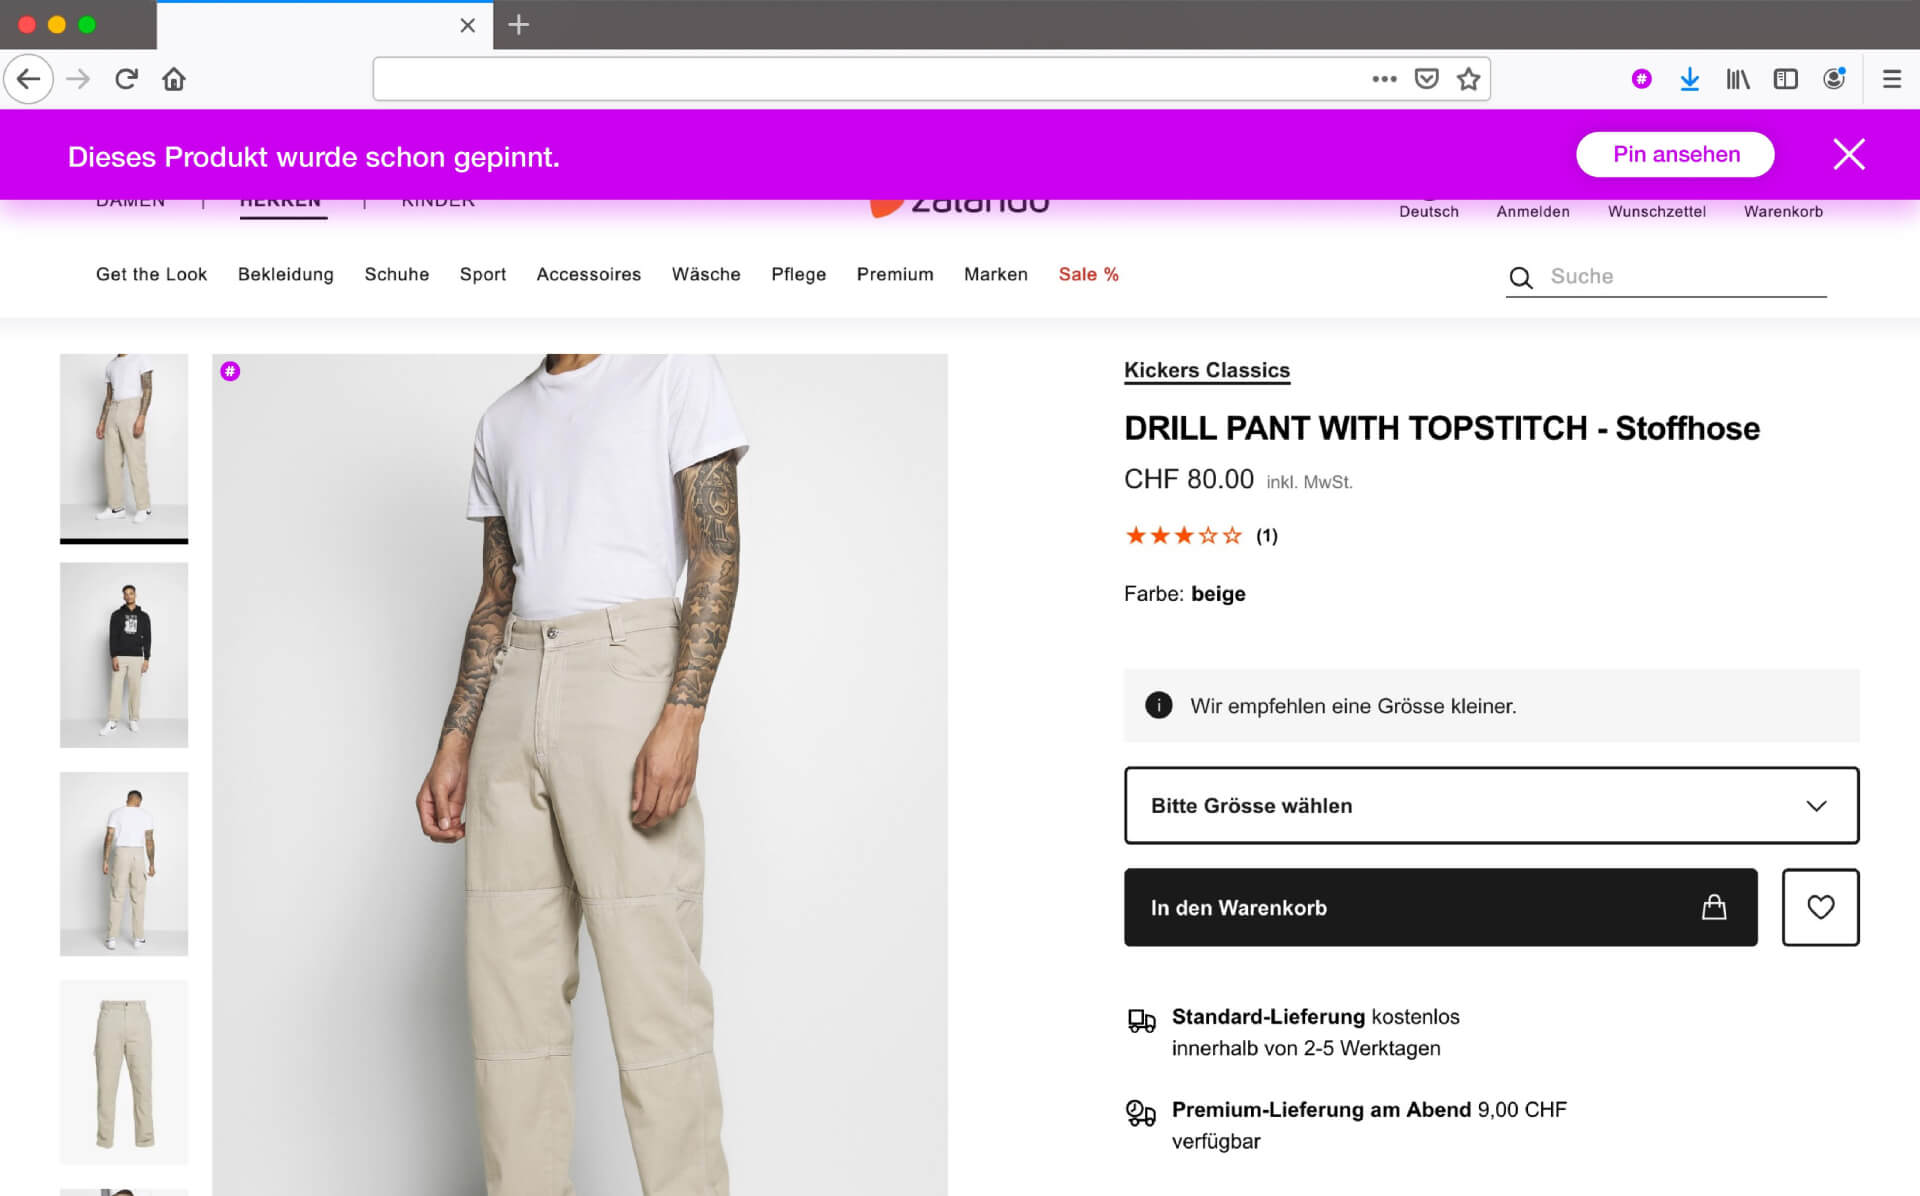 #
Dieses Produkt wurde schon gepinnt.
Pin ansehen
DAMEN | HERREN | KINDER
zalando
Deutsch Anmelden Wunschzettel Warenkorb
Get the Look Bekleidung Schuhe Sport Accessoires Wäsche Pflege Premium Marken Sale %
Suche
#
Kickers Classics
DRILL PANT WITH TOPSTITCH - Stoffhose
CHF 80.00 inkl. MwSt.
(1)
Farbe: beige
Wir empfehlen eine Grösse kleiner.
Bitte Grösse wählen
In den Warenkorb
Standard-Lieferung kostenlos
innerhalb von 2-5 Werktagen
Premium-Lieferung am Abend 9,00 CHF
verfügbar